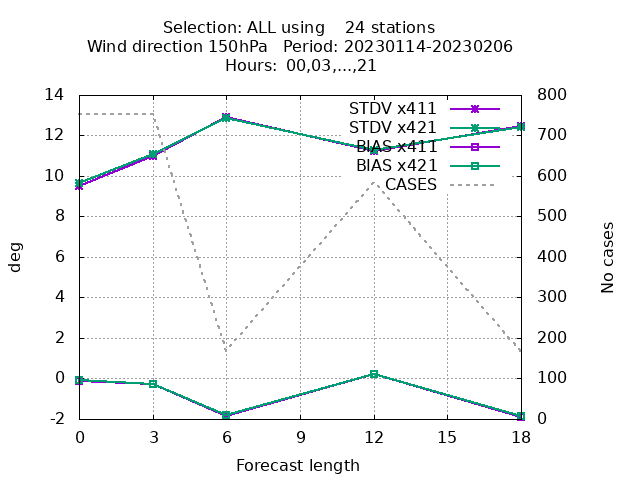 Selection: ALL using    24 stations
Wind direction 150hPa   Period: 20230114-20230206
Hours: 00,03,...,21
14
12
10
8
6
4
2
0
-2
800
700
600
500
400
300
200
100
0
STDV x411
STDV x421
BIAS x411
BIAS x421
CASES
deg
No cases
0 3 6 9 12 15 18
Forecast length